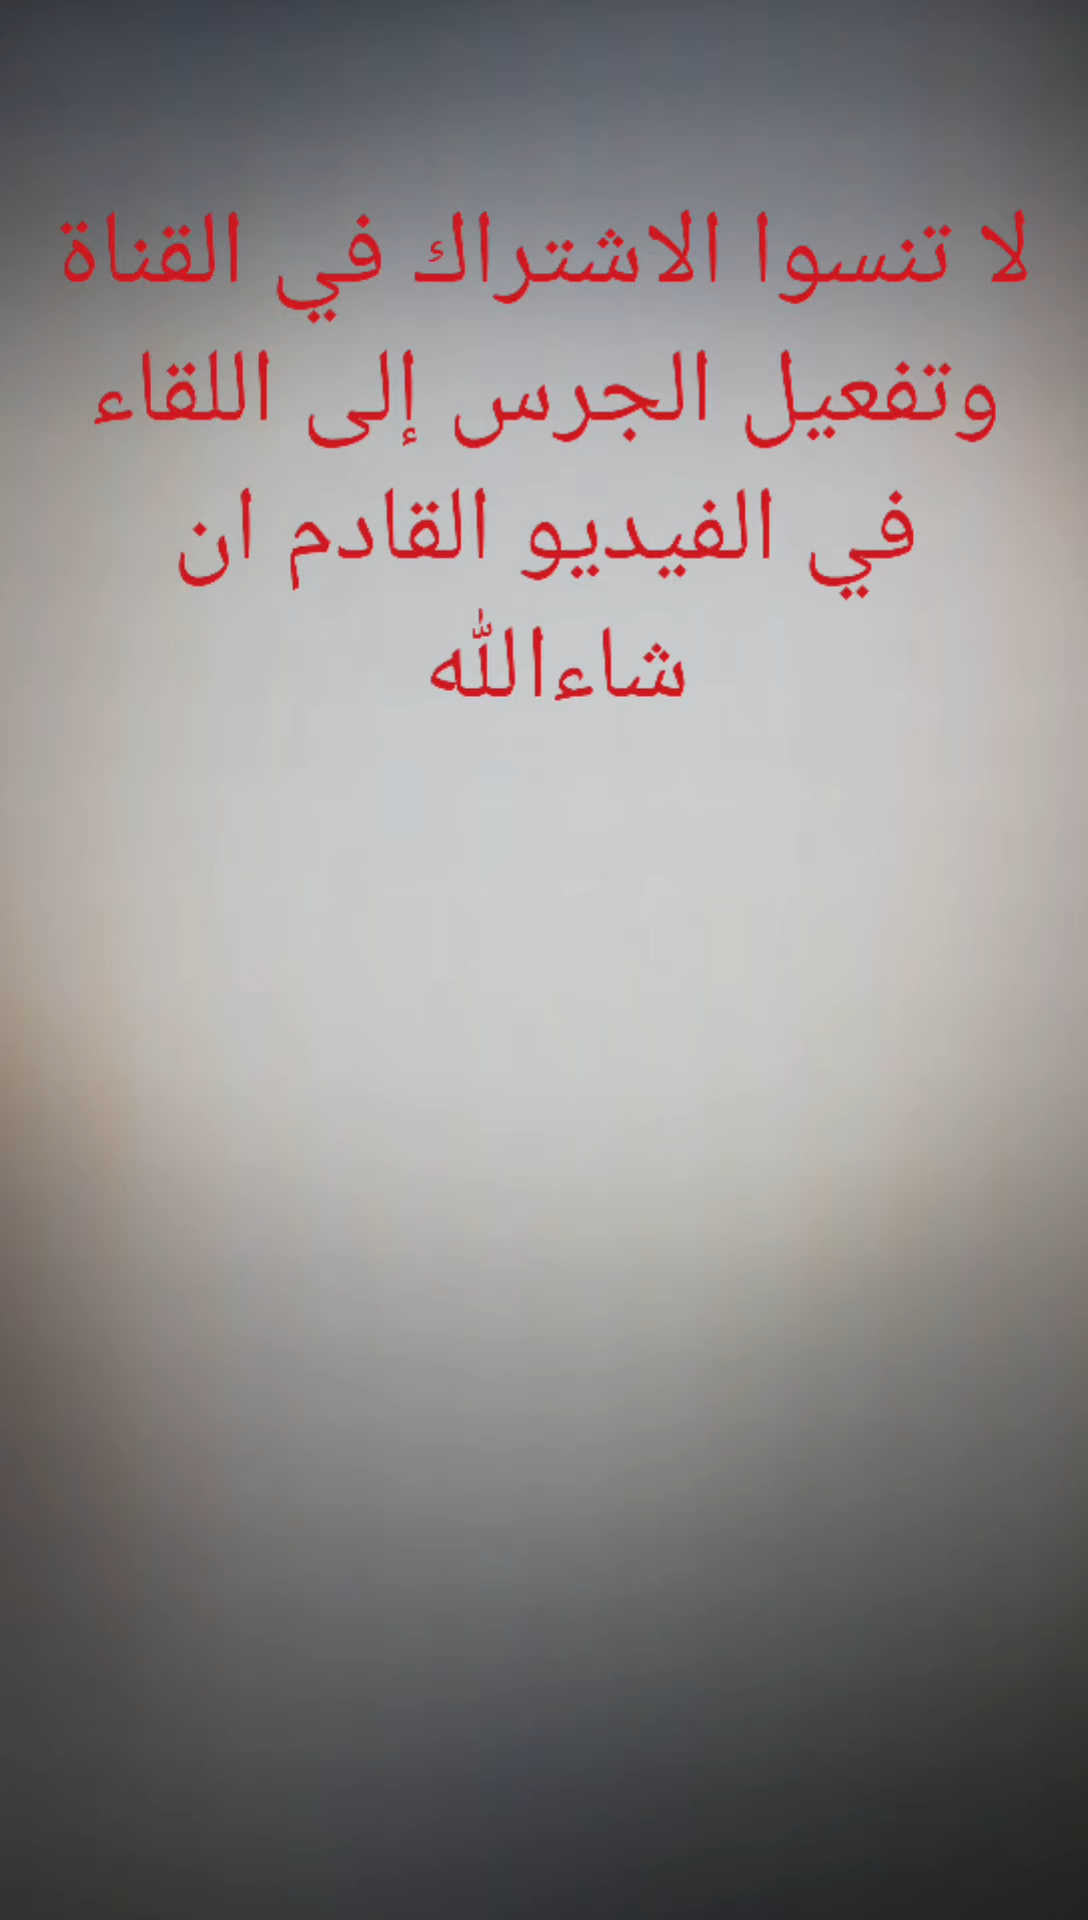 لا تنسوا الاشتراك في القناة
وتفعيل الجرس إلى اللقاء
في الفيديو القادم ان
شاءالله